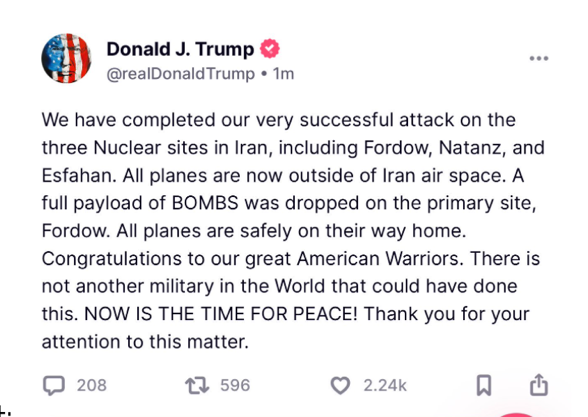 Donald J. Trump
@realDonaldTrump • 1m
We have completed our very successful attack on the
three Nuclear sites in Iran, including Fordow, Natanz, and
Esfahan. All planes are now outside of Iran air space. A
full payload of BOMBS was dropped on the primary site,
Fordow. All planes are safely on their way home.
Congratulations to our great American Warriors. There is
not another military in the World that could have done
this. NOW IS THE TIME FOR PEACE! Thank you for your
attention to this matter.
208 596 2.24k